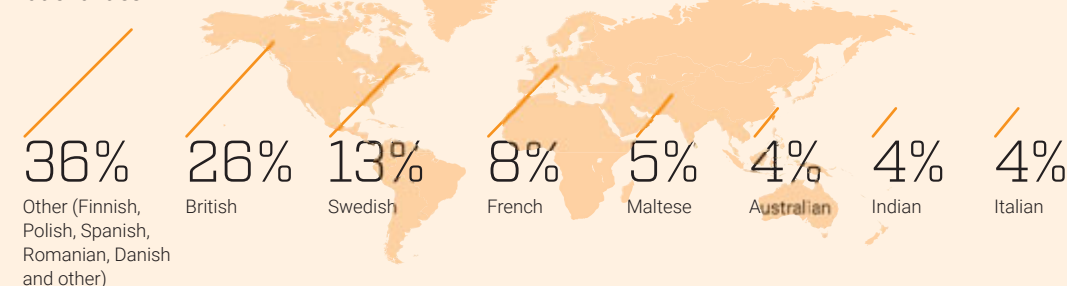 36% 26% 13% 8% 5% 4% 4% 4%
Other (Finnish, British Swedish French Maltese Australian Indian Italian
Polish, Spanish,
Romanian, Danish
and other)